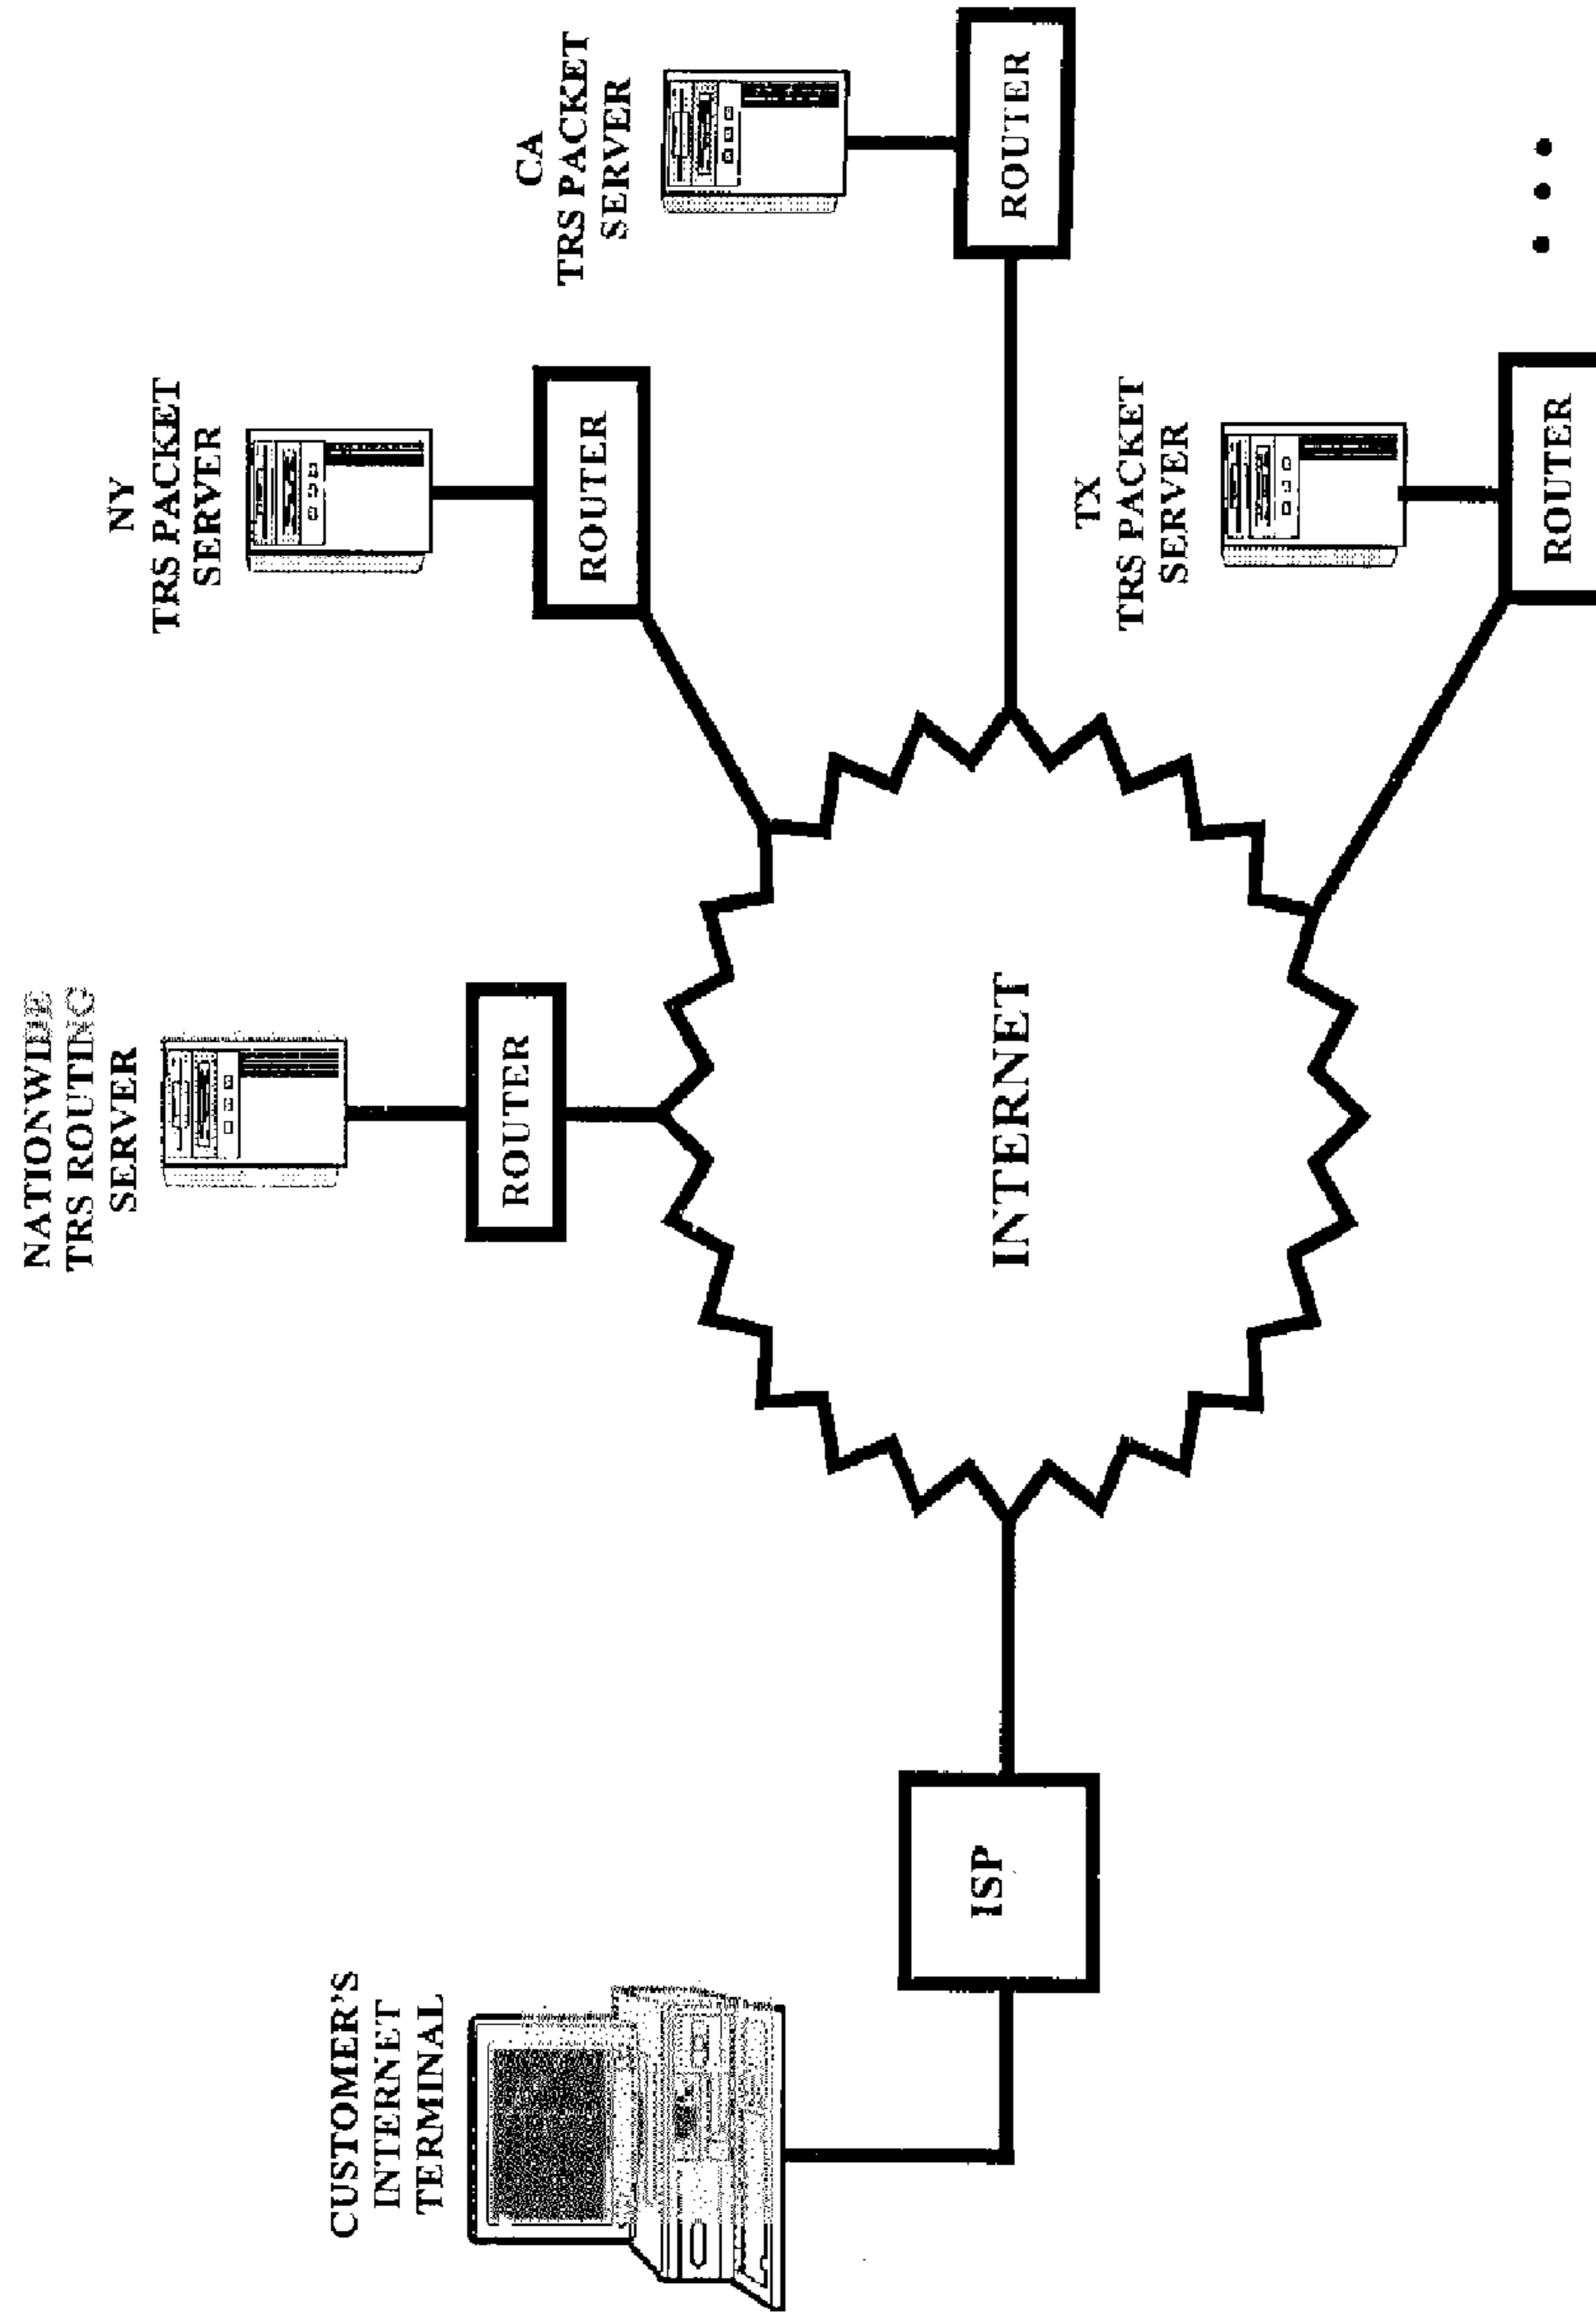 NATIONWIDE
TRS ROUTING
SERVER
ROUTER
NY
TRS PACKET
SERVER
ROUTER
CA
TRS PACKET
SERVER
ROUTER
TX
TRS PACKET
SERVER
ROUTER
INTERNET
CUSTOMER'S
INTERNET
TERMINAL
ISP